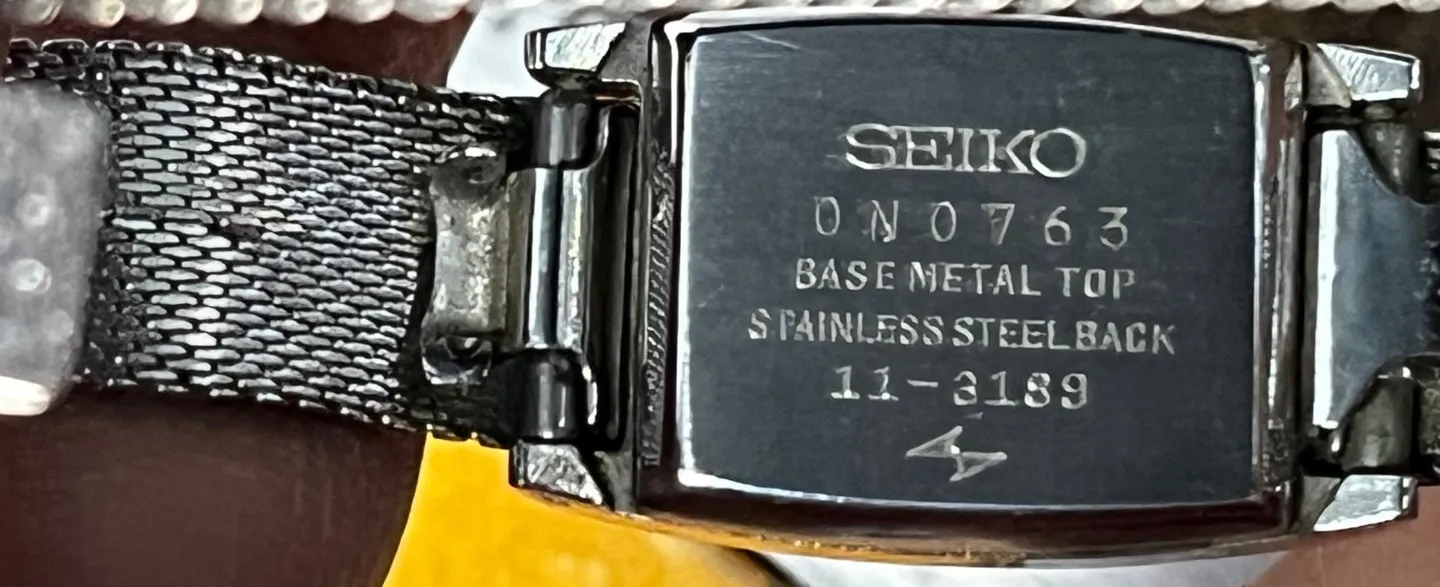 SEIKO
0N0763
BASE METAL TOP
STAINLESS STEEL BACK
11-3189